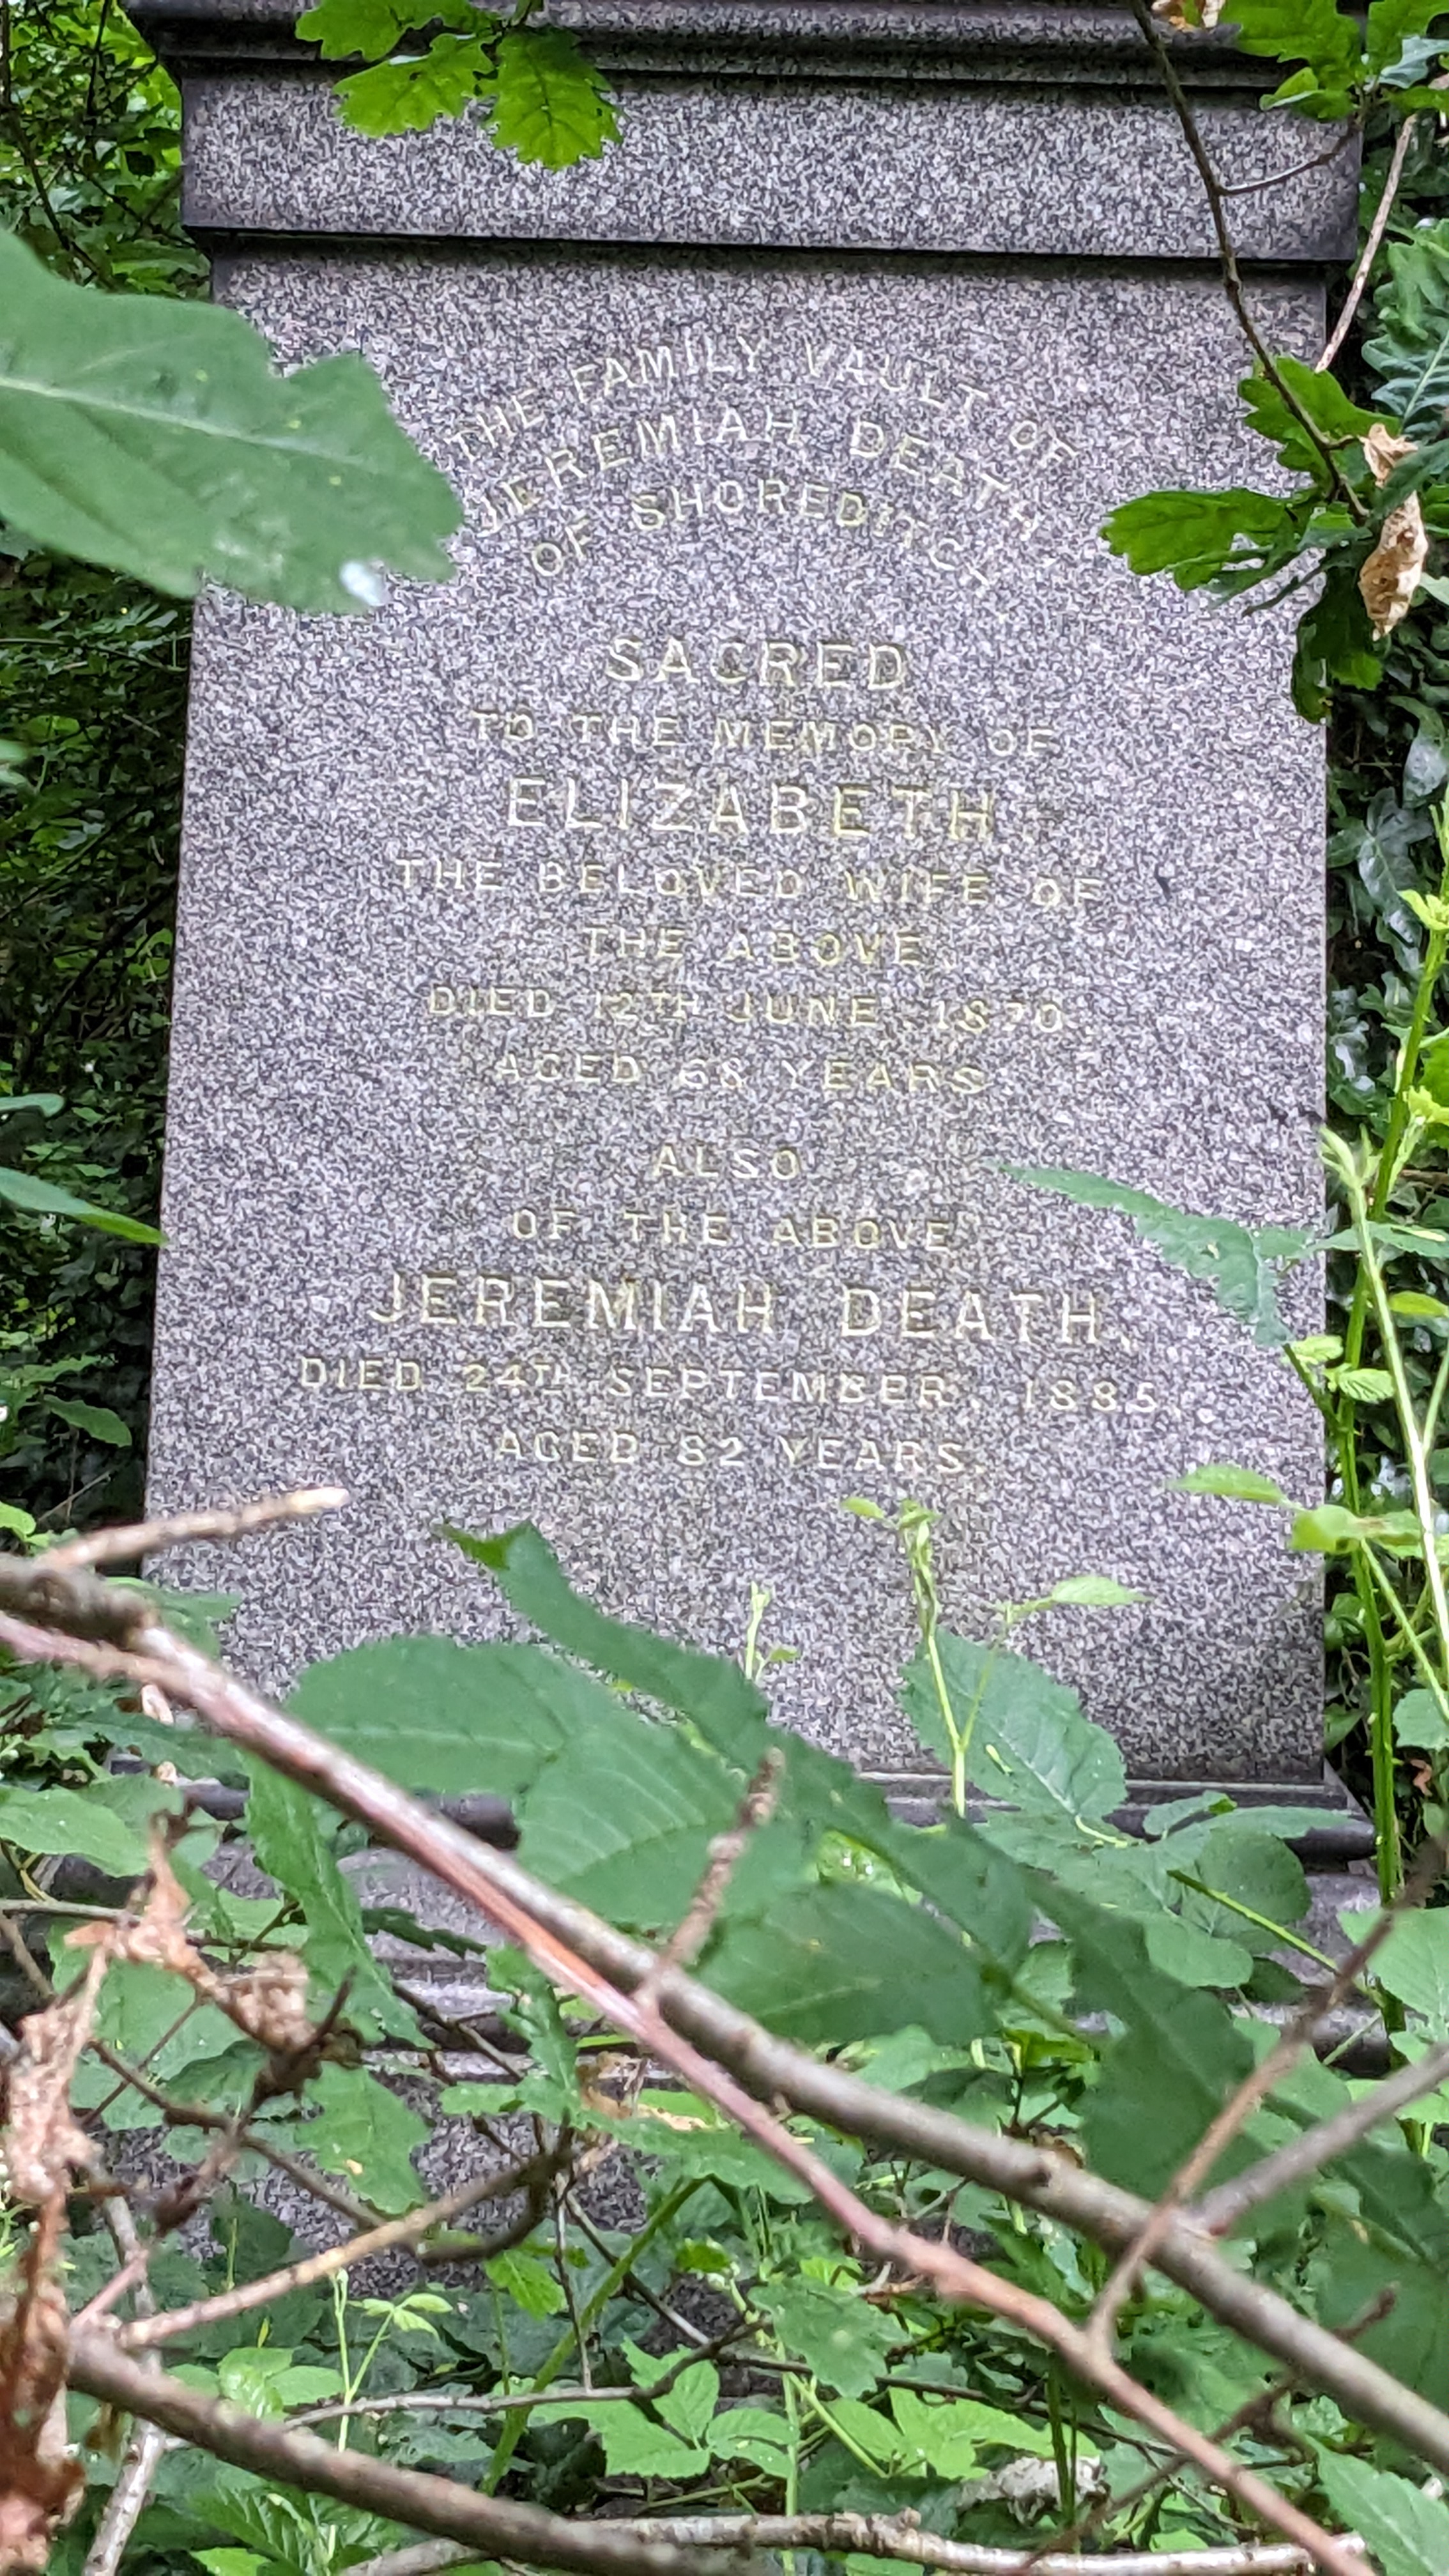 THE FAMILY VAULT OF
JEREMIAH DEATH
OF SHOREDITCH
SACRED
TO THE MEMORY OF
ELIZABETH,
THE BELOVED WIFE OF
THE ABOVE,
DIED 12TH JUNE, 1870,
AGED 68 YEARS.
ALSO
OF THE ABOVE
JEREMIAH DEATH,
DIED 24TH SEPTEMBER, 1885,
AGED 82 YEARS.